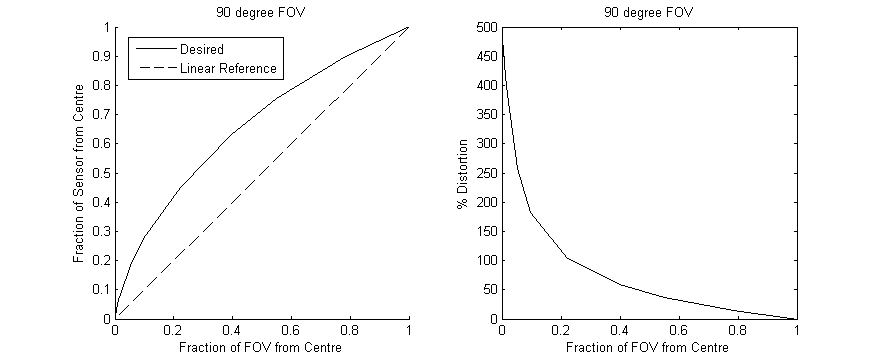 90 degree FOV
Fraction of Sensor from Centre
1
0.9
0.8
0.7
0.6
0.5
0.4
0.3
0.2
0.1
0
Desired
Linear Reference
0 0.2 0.4 0.6 0.8 1
Fraction of FOV from Centre
90 degree FOV
% Distortion
500
450
400
350
300
250
200
150
100
50
0
0 0.2 0.4 0.6 0.8 1
Fraction of FOV from Centre